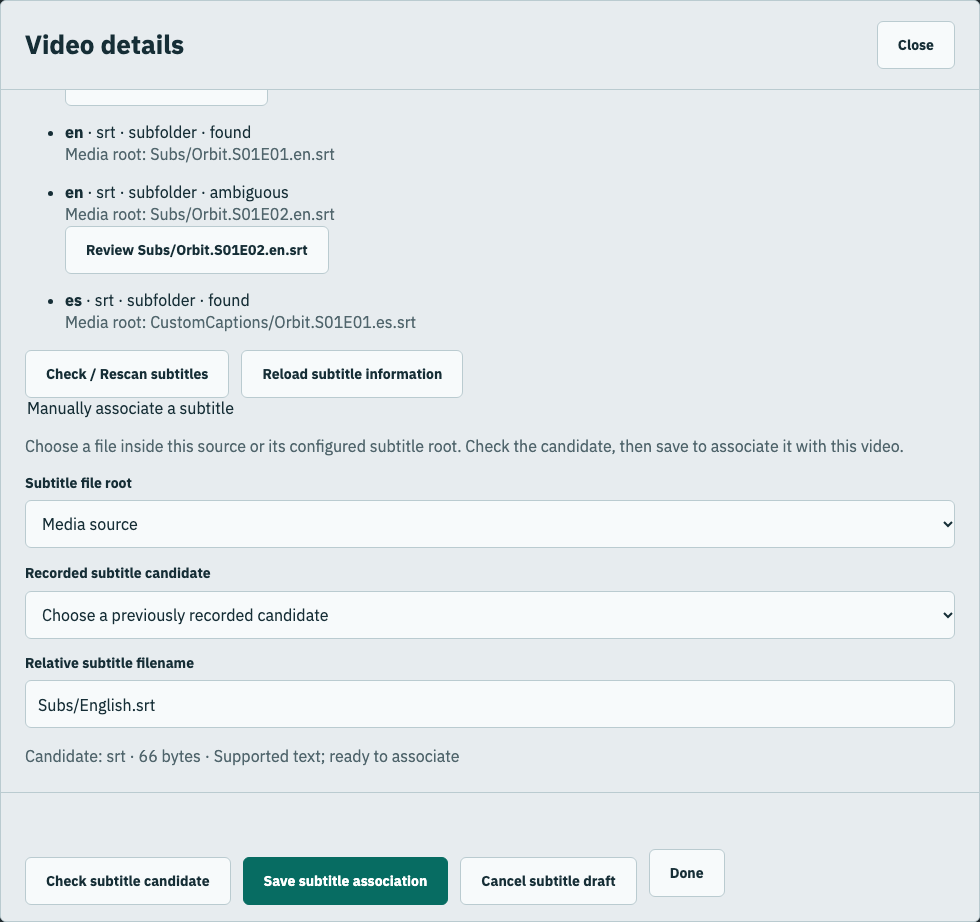 Video details
Close
en · srt · subfolder · found
Media root: Subs/Orbit.S01E01.en.srt
en · srt · subfolder · ambiguous
Media root: Subs/Orbit.S01E02.en.srt
Review Subs/Orbit.S01E02.en.srt
es · srt · subfolder · found
Media root: CustomCaptions/Orbit.S01E01.es.srt
Check / Rescan subtitles
Reload subtitle information
Manually associate a subtitle
Choose a file inside this source or its configured subtitle root. Check the candidate, then save to associate it with this video.
Subtitle file root
Media source
Recorded subtitle candidate
Choose a previously recorded candidate
Relative subtitle filename
Subs/English.srt
Candidate: srt · 66 bytes · Supported text; ready to associate
Check subtitle candidate
Save subtitle association
Cancel subtitle draft
Done